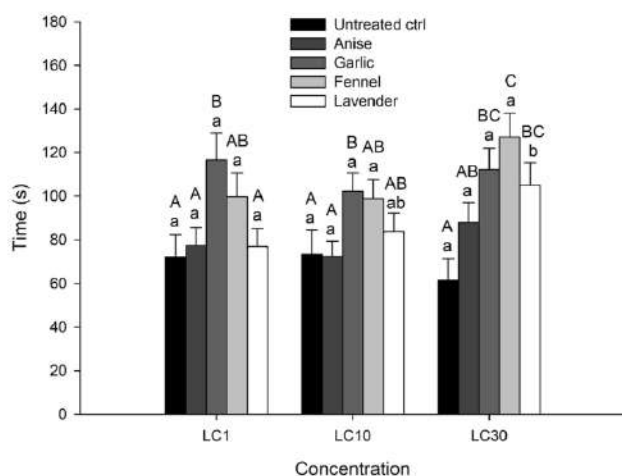 180
160
140
120
100
80
60
40
20
0
Time (s)
Untreated ctrl
Anise
Garlic
Fennel
Lavender
A
a
A
a
B
a
AB
a
A
a
A
a
A
a
B
a
AB
a
AB
ab
A
a
AB
a
BC
a
C
a
BC
b
LC1 LC10 LC30
Concentration